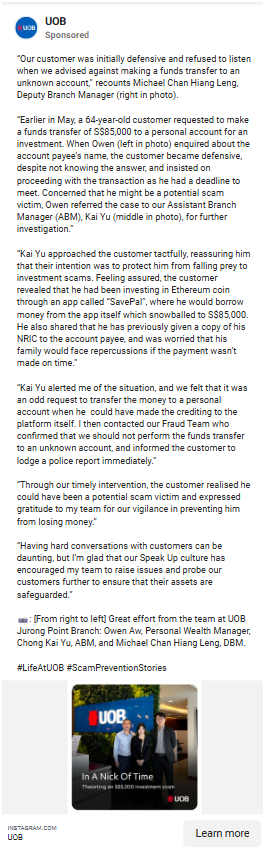 UOB
UOB
Sponsored
“Our customer was initially defensive and refused to listen
when we advised against making a funds transfer to an
unknown account,” recounts Michael Chan Hiang Leng,
Deputy Branch Manager (right in photo).
“Earlier in May, a 64-year-old customer requested to make
a funds transfer of S$85,000 to a personal account for an
investment. When Owen (left in photo) enquired about the
account payee’s name, the customer became defensive,
despite not knowing the answer, and insisted on
proceeding with the transaction as he had a deadline to
meet. Concerned that he might be a potential scam
victim, Owen referred the case to our Assistant Branch
Manager (ABM), Kai Yu (middle in photo), for further
investigation.”
“Kai Yu approached the customer tactfully, reassuring him
that their intention was to protect him from falling prey to
investment scams. Feeling assured, the customer
revealed that he had been investing in Ethereum coin
through an app called “SavePal”, where he would borrow
money from the app itself which snowballed to S$85,000.
He also shared that he has previously given a copy of his
NRIC to the account payee, and was worried that his
family would face repercussions if the payment wasn’t
made on time.”
“Kai Yu alerted me of the situation, and we felt that it was
an odd request to transfer the money to a personal
account when he could have made the crediting to the
platform itself. I then contacted our Fraud Team who
confirmed that we should not perform the funds transfer
to an unknown account, and informed the customer to
lodge a police report immediately.”
“Through our timely intervention, the customer realised he
could have been a potential scam victim and expressed
gratitude to my team for our vigilance in preventing him
from losing money.”
“Having hard conversations with customers can be
daunting, but I’m glad that our Speak Up culture has
encouraged my team to raise issues and probe our
customers further to ensure that their assets are
safeguarded.”
📷: [From right to left] Great effort from the team at UOB
Jurong Point Branch: Owen Aw, Personal Wealth Manager,
Chong Kai Yu, ABM, and Michael Chan Hiang Leng, DBM.
#LifeAtUOB #ScamPreventionStories
UOB
In A Nick Of Time
Thwarting an $85,000 investment scam
UOB
INSTAGRAM.COM
UOB
Learn more